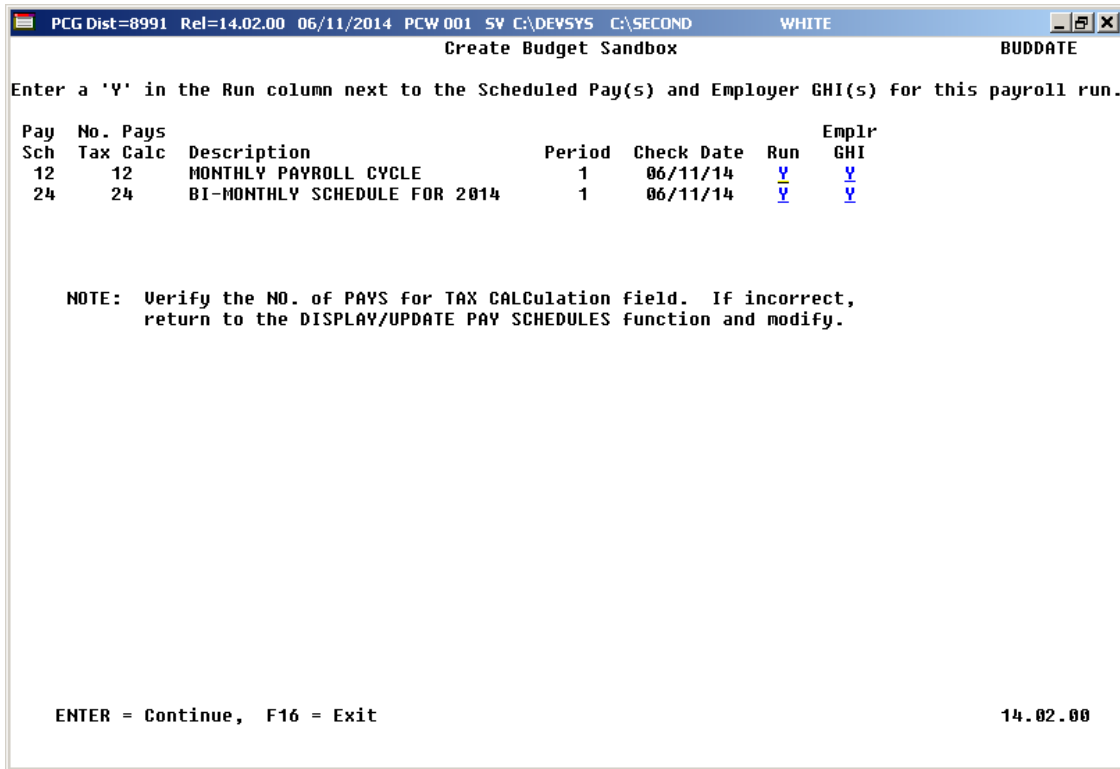 PCG Dist=8991 Rel=14.02.00 06/11/2014 PCW 001 SV C:\DEVSYS C:\SECOND WHITE
Create Budget Sandbox BUDDATE
Enter a 'Y' in the Run column next to the Scheduled Pay(s) and Employer GHI(s) for this payroll run.
Pay No. Pays Emplr
Sch Tax Calc Description Period Check Date Run GHI
12 12 MONTHLY PAYROLL CYCLE 1 06/11/14 Y Y
24 24 BI-MONTHLY SCHEDULE FOR 2014 1 06/11/14 Y Y
NOTE: Verify the NO. of PAYS for TAX CALCulation field. If incorrect,
return to the DISPLAY/UPDATE PAY SCHEDULES function and modify.
ENTER = Continue, F16 = Exit 14.02.00